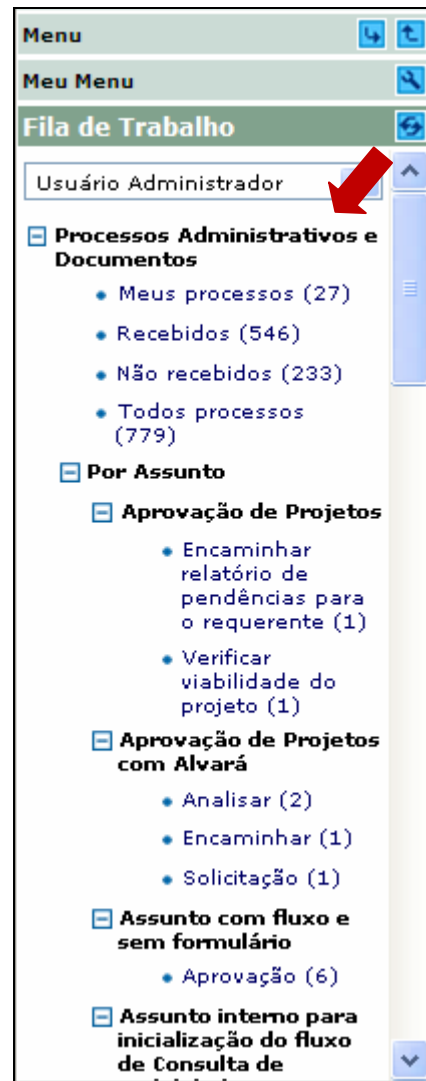 Menu
Meu Menu
Fila de Trabalho
Usuário Administrador
Processos Administrativos e
Documentos
Meus processos (27)
Recebidos (546)
Não recebidos (233)
Todos processos
(779)
Por Assunto
Aprovação de Projetos
Encaminhar
relatório de
pendências para
o requerente (1)
Verificar
viabilidade do
projeto (1)
Aprovação de Projetos
com Alvará
Analisar (2)
Encaminhar (1)
Solicitação (1)
Assunto com fluxo e
sem formulário
Aprovação (6)
Assunto interno para
inicialização do fluxo
de Consulta de